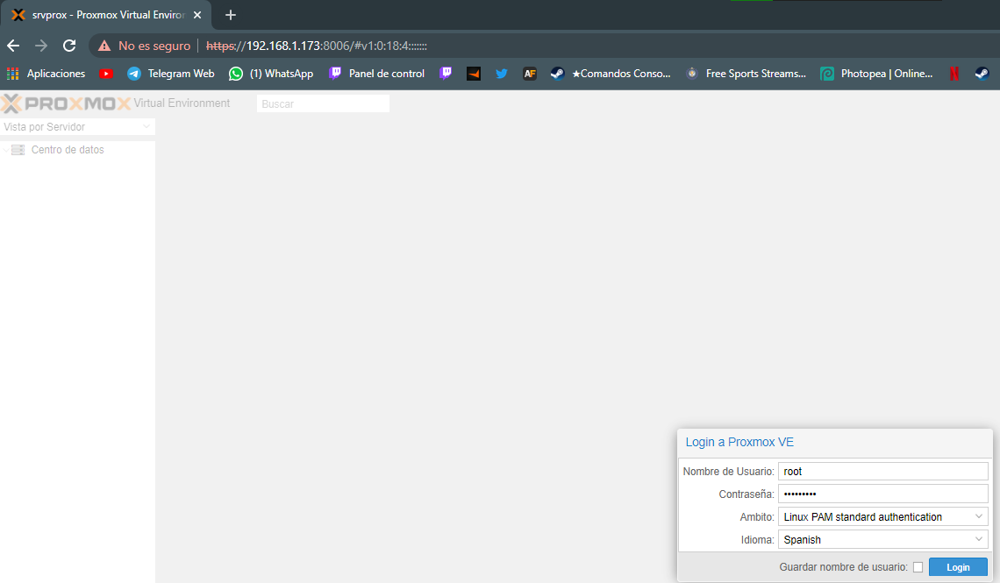 srvprox - Proxmox Virtual Enviror
No es seguro https://192.168.1.173:8006/#v1:0:18:4:::::::
Aplicaciones Telegram Web (1) WhatsApp Panel de control AF ★Comandos Conso... Free Sports Streams... Photopea | Online... N
PROXMOX Virtual Environment Buscar
Vista por Servidor
Centro de datos
Login a Proxmox VE
Nombre de Usuario: root
Contraseña: •••••••••
Ambito: Linux PAM standard authentication
Idioma: Spanish
Guardar nombre de usuario: Login